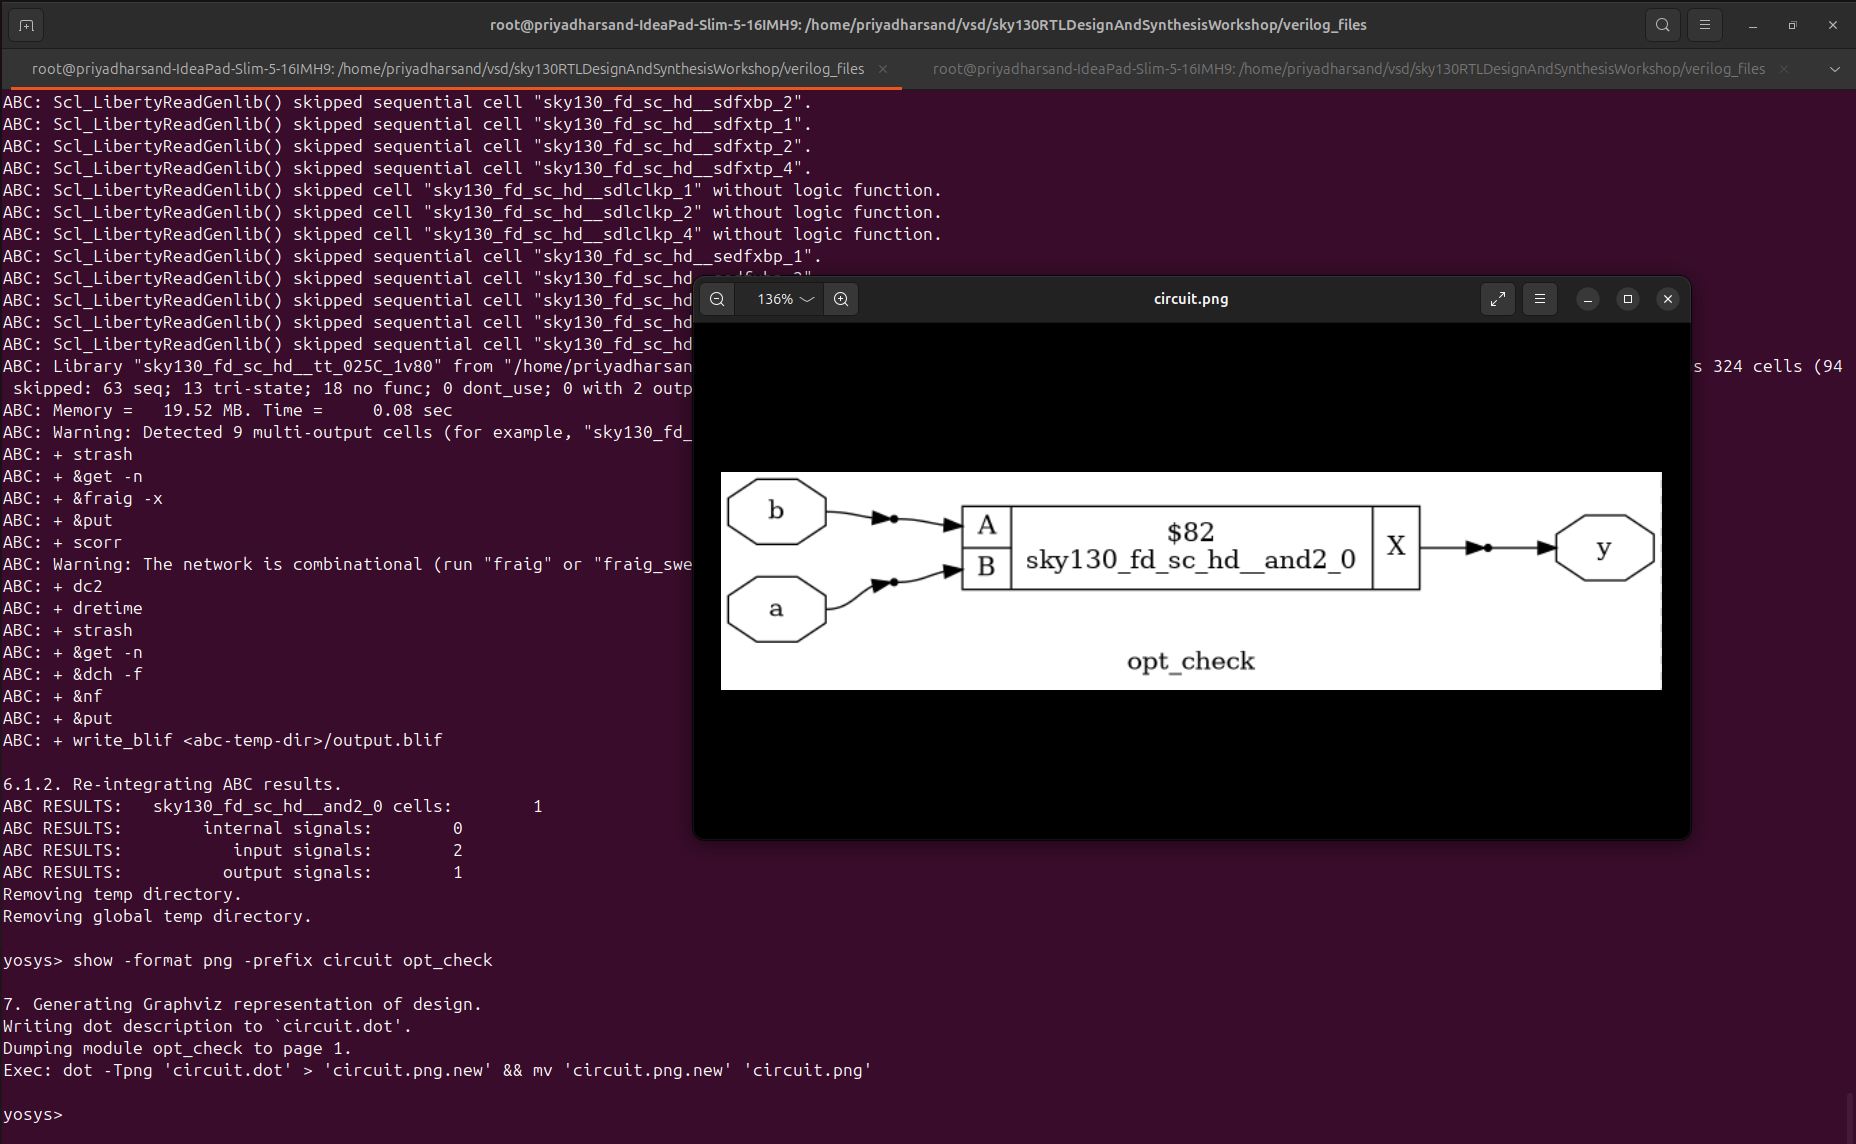 root@priyadharsand-IdeaPad-Slim-5-16IMH9: /home/priyadharsand/vsd/sky130RTLDesignAndSynthesisWorkshop/verilog_files
root@priyadharsand-IdeaPad-Slim-5-16IMH9: /home/priyadharsand/vsd/sky130RTLDesignAndSynthesisWorkshop/verilog_files
root@priyadharsand-IdeaPad-Slim-5-16IMH9: /home/priyadharsand/vsd/sky130RTLDesignAndSynthesisWorkshop/verilog_files
ABC: Scl_LibertyReadGenlib() skipped sequential cell "sky130_fd_sc_hd__sdfxbp_2".
ABC: Scl_LibertyReadGenlib() skipped sequential cell "sky130_fd_sc_hd__sdfxtp_1".
ABC: Scl_LibertyReadGenlib() skipped sequential cell "sky130_fd_sc_hd__sdfxtp_2".
ABC: Scl_LibertyReadGenlib() skipped sequential cell "sky130_fd_sc_hd__sdfxtp_4".
ABC: Scl_LibertyReadGenlib() skipped cell "sky130_fd_sc_hd__sdlclkp_1" without logic function.
ABC: Scl_LibertyReadGenlib() skipped cell "sky130_fd_sc_hd__sdlclkp_2" without logic function.
ABC: Scl_LibertyReadGenlib() skipped cell "sky130_fd_sc_hd__sdlclkp_4" without logic function.
ABC: Scl_LibertyReadGenlib() skipped sequential cell "sky130_fd_sc_hd__sedfxbp_1".
ABC: Scl_LibertyReadGenlib() skipped sequential cell "sky130_fd_sc_hd
ABC: Scl_LibertyReadGenlib() skipped sequential cell "sky130_fd_sc_hd
ABC: Scl_LibertyReadGenlib() skipped sequential cell "sky130_fd_sc_hd
ABC: Scl_LibertyReadGenlib() skipped sequential cell "sky130_fd_sc_hd
ABC: Library "sky130_fd_sc_hd__tt_025C_1v80" from "/home/priyadharsan s 324 cells (94
skipped: 63 seq; 13 tri-state; 18 no func; 0 dont_use; 0 with 2 outp
ABC: Memory = 19.52 MB. Time = 0.08 sec
ABC: Warning: Detected 9 multi-output cells (for example, "sky130_fd_
ABC: + strash
ABC: + &get -n
ABC: + &fraig -x
ABC: + &put
ABC: + scorr
ABC: Warning: The network is combinational (run "fraig" or "fraig_swe
ABC: + dc2
ABC: + dretime
ABC: + strash
ABC: + &get -n
ABC: + &dch -f
ABC: + &nf
ABC: + &put
ABC: + write_blif <abc-temp-dir>/output.blif
6.1.2. Re-integrating ABC results.
ABC RESULTS: sky130_fd_sc_hd__and2_0 cells: 1
ABC RESULTS: internal signals: 0
ABC RESULTS: input signals: 2
ABC RESULTS: output signals: 1
Removing temp directory.
Removing global temp directory.
yosys> show -format png -prefix circuit opt_check
7. Generating Graphviz representation of design.
Writing dot description to `circuit.dot'.
Dumping module opt_check to page 1.
Exec: dot -Tpng 'circuit.dot' > 'circuit.png.new' && mv 'circuit.png.new' 'circuit.png'
yosys>
136%
circuit.png
b
a
A
B
$82
sky130_fd_sc_hd__and2_0
X
y
opt_check